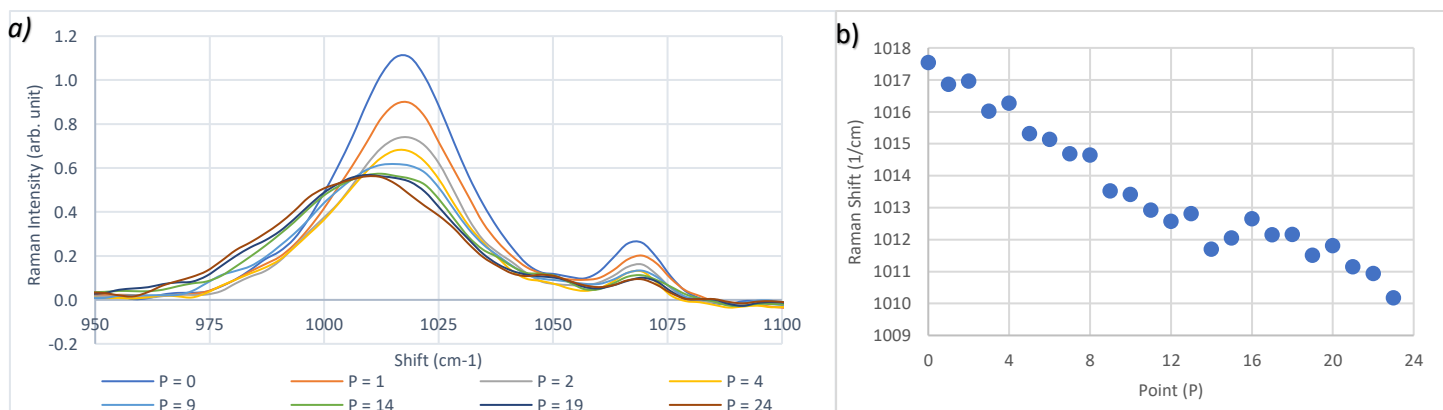 a)
1.2
1.0
0.8
0.6
0.4
0.2
0.0
-0.2
Raman Intensity (arb. unit)
950 975 1000 1025 1050 1075 1100
Shift (cm-1)
P = 0 P = 1 P = 2 P = 4
P = 9 P = 14 P = 19 P = 24
b)
1018
1017
1016
1015
1014
1013
1012
1011
1010
1009
Raman Shift (1/cm)
0 4 8 12 16 20 24
Point (P)